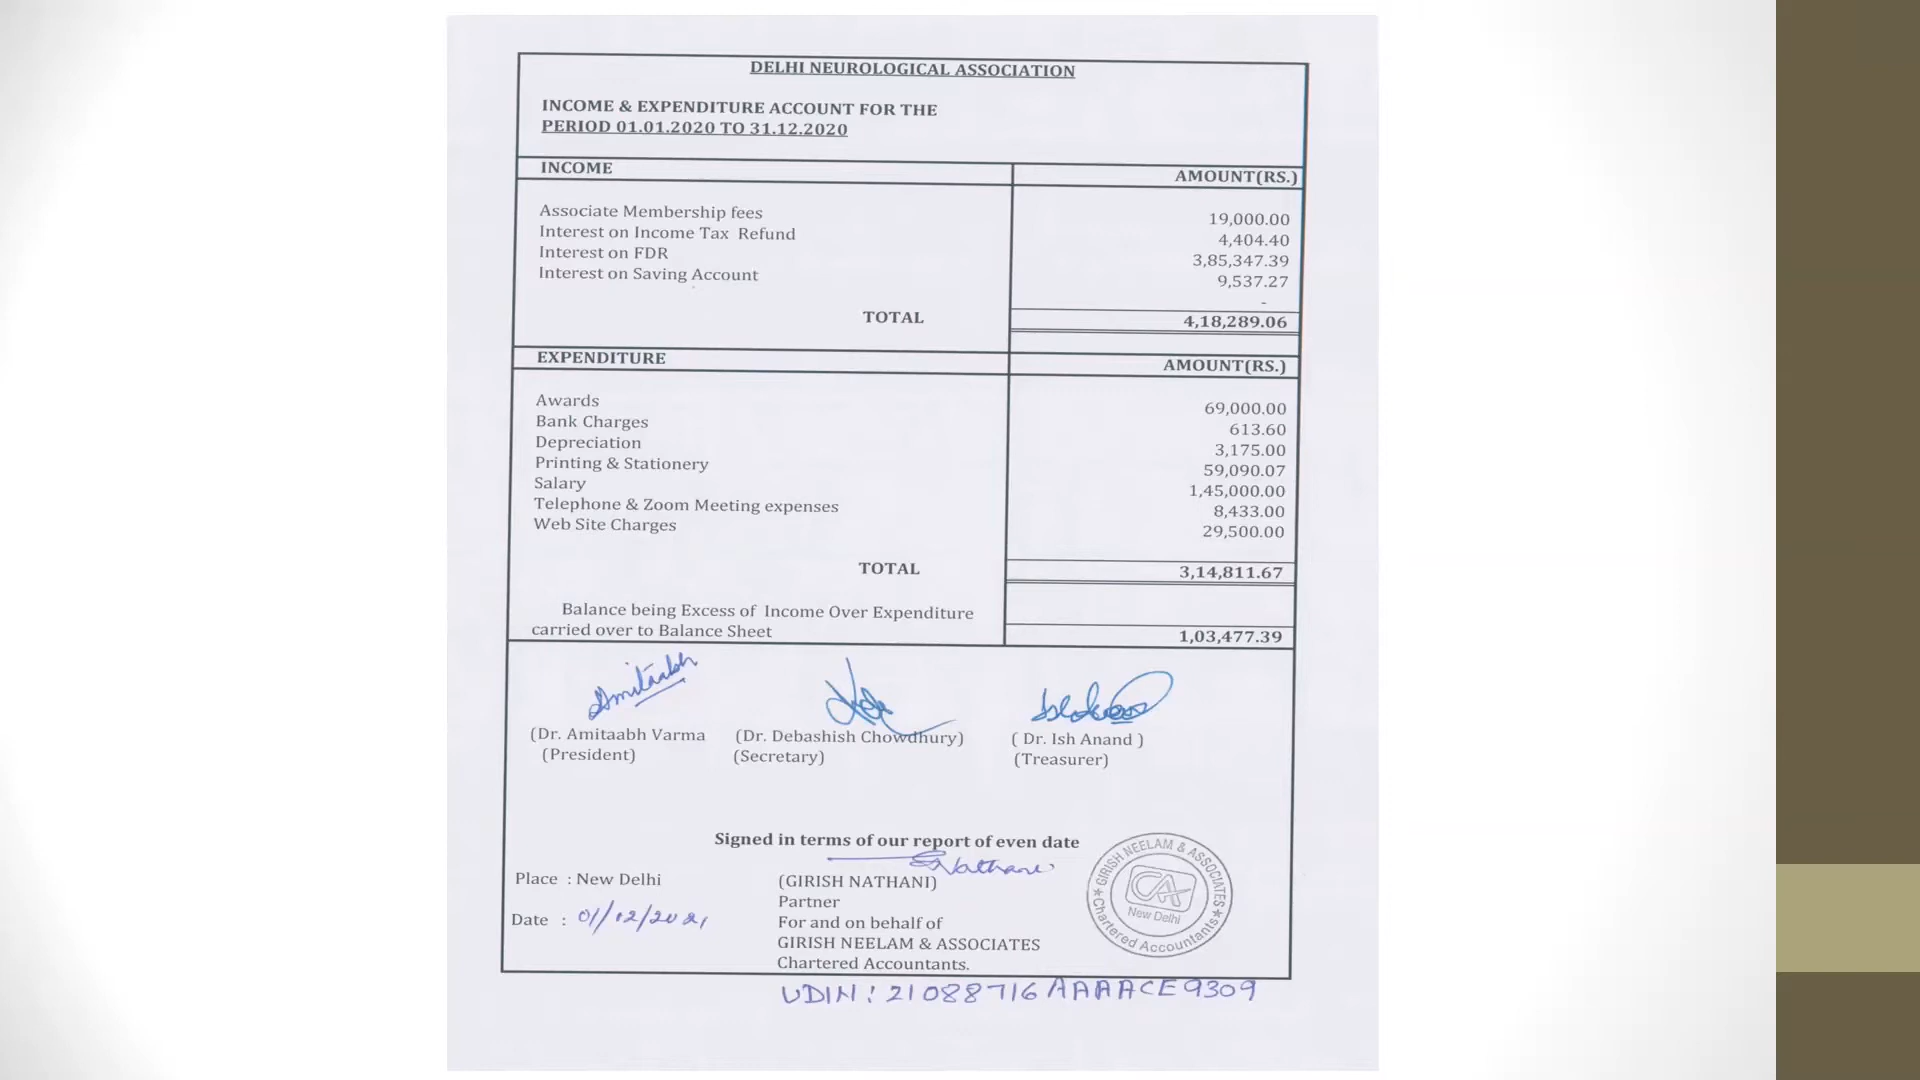 DELHI NEUROLOGICAL ASSOCIATION
INCOME & EXPENDITURE ACCOUNT FOR THE
PERIOD 01.01.2020 TO 31.12.2020
INCOME AMOUNT(RS.)
Associate Membership fees 19,000.00
Interest on Income Tax Refund 4,404.40
Interest on FDR 3,85,347.39
Interest on Saving Account 9,537.27
-
TOTAL 4,18,289.06
EXPENDITURE AMOUNT(RS.)
Awards 69,000.00
Bank Charges 613.60
Depreciation 3,175.00
Printing & Stationery 59,090.07
Salary 1,45,000.00
Telephone & Zoom Meeting expenses 8,433.00
Web Site Charges 29,500.00
TOTAL 3,14,811.67
Balance being Excess of Income Over Expenditure
carried over to Balance Sheet 1,03,477.39
Amitaabh
(Dr. Amitaabh Varma (Dr. Debashish Chowdhury) ( Dr. Ish Anand )
(President) (Secretary) (Treasurer)
Signed in terms of our report of even date
GNathani
Place : New Delhi (GIRISH NATHANI)
Partner
Date : 01/02/2021 For and on behalf of
GIRISH NEELAM & ASSOCIATES
Chartered Accountants.
GIRISH NEELAM & ASSOCIATES
CA
New Delhi
Chartered Accountants
UDIN: 21088716AAAACE9309